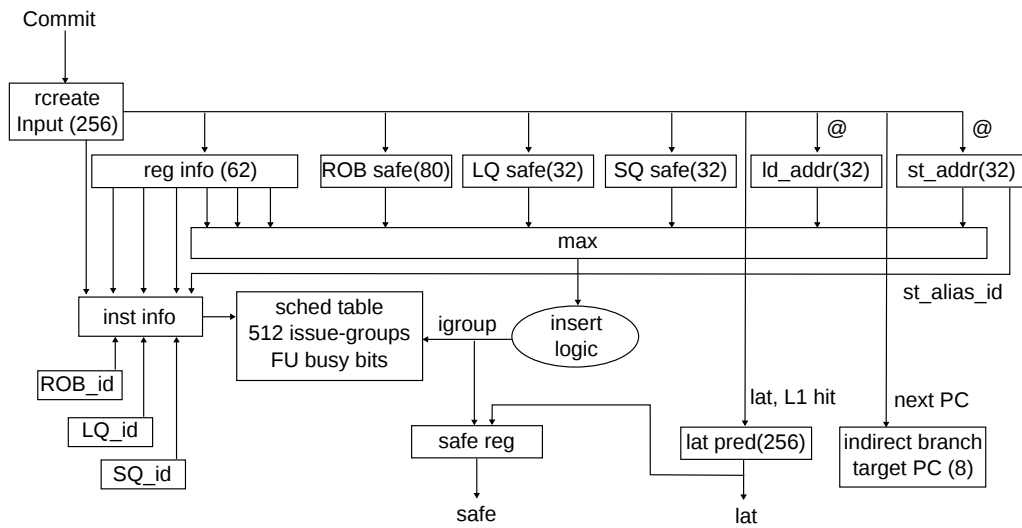 Commit
rcreate
Input (256)
@
@
reg info (62)
ROB safe(80)
LQ safe(32)
SQ safe(32)
ld_addr(32)
st_addr(32)
max
st_alias_id
inst info
sched table
512 issue-groups
FU busy bits
igroup
insert
logic
ROB_id
LQ_id
SQ_id
lat, L1 hit
next PC
safe reg
lat pred(256)
indirect branch
target PC (8)
safe
lat